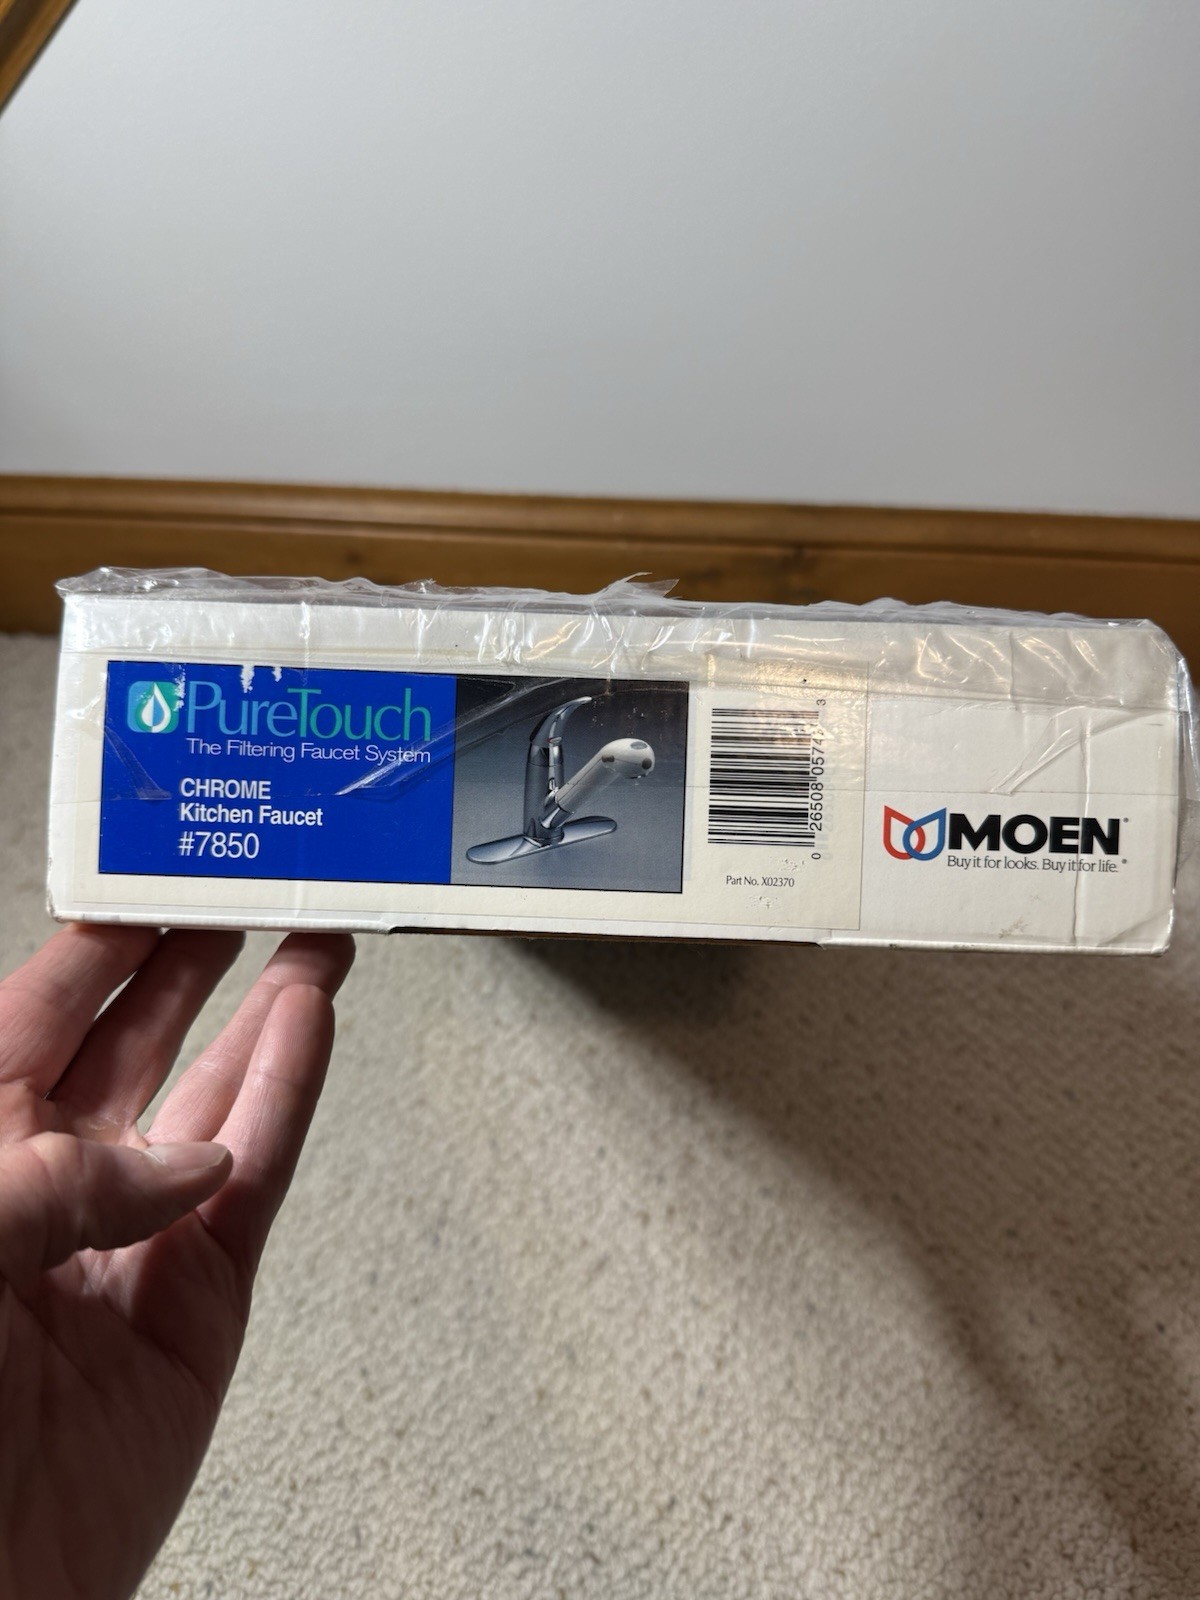 PureTouch
The Filtering Faucet System
CHROME
Kitchen Faucet
#7850
Part No. X02370
MOEN®
Buy it for looks. Buy it for life.®